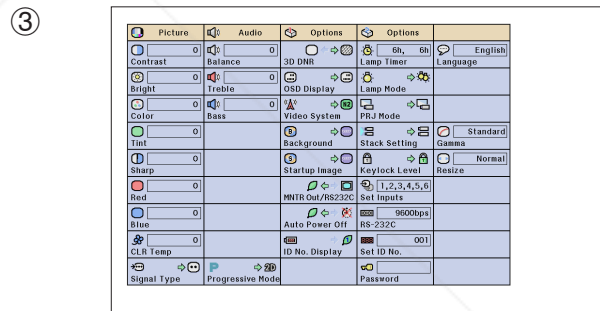 3
Picture Audio Options Options
0 0 6h, 6h English
Contrast Balance 3D DNR Lamp Timer Language
0 0
Bright Treble OSD Display Lamp Mode
0 0 N2
Color Bass Video System PRJ Mode
0 B Standard
Tint Background Stack Setting Gamma
0 S Normal
Sharp Startup Image Keylock Level Resize
0 1,2,3,4,5,6
Red MNTR Out/RS232C Set Inputs
0 9600bps
Blue Auto Power Off RS-232C
0 001
CLR Temp ID No. Display Set ID No.
P 2D
Signal Type Progressive Mode Password